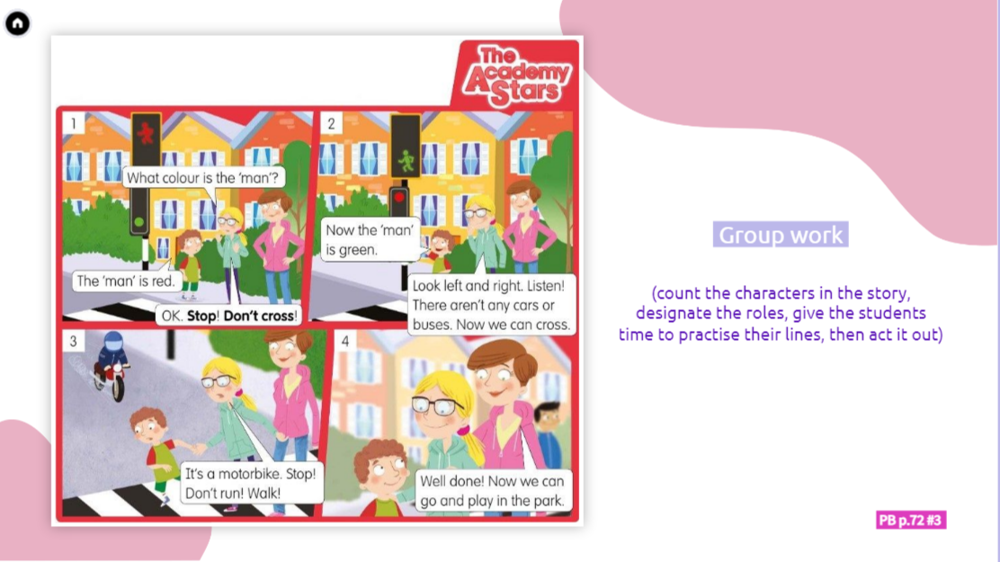 The
Academy
Stars
1
What colour is the 'man'?
The 'man' is red.
OK. Stop! Don't cross!
2
Now the 'man'
is green.
Look left and right. Listen!
There aren't any cars or
buses. Now we can cross.
3
It's a motorbike. Stop!
Don't run! Walk!
4
Well done! Now we can
go and play in the park.
Group work
(count the characters in the story,
designate the roles, give the students
time to practise their lines, then act it out)
PB p.72 #3